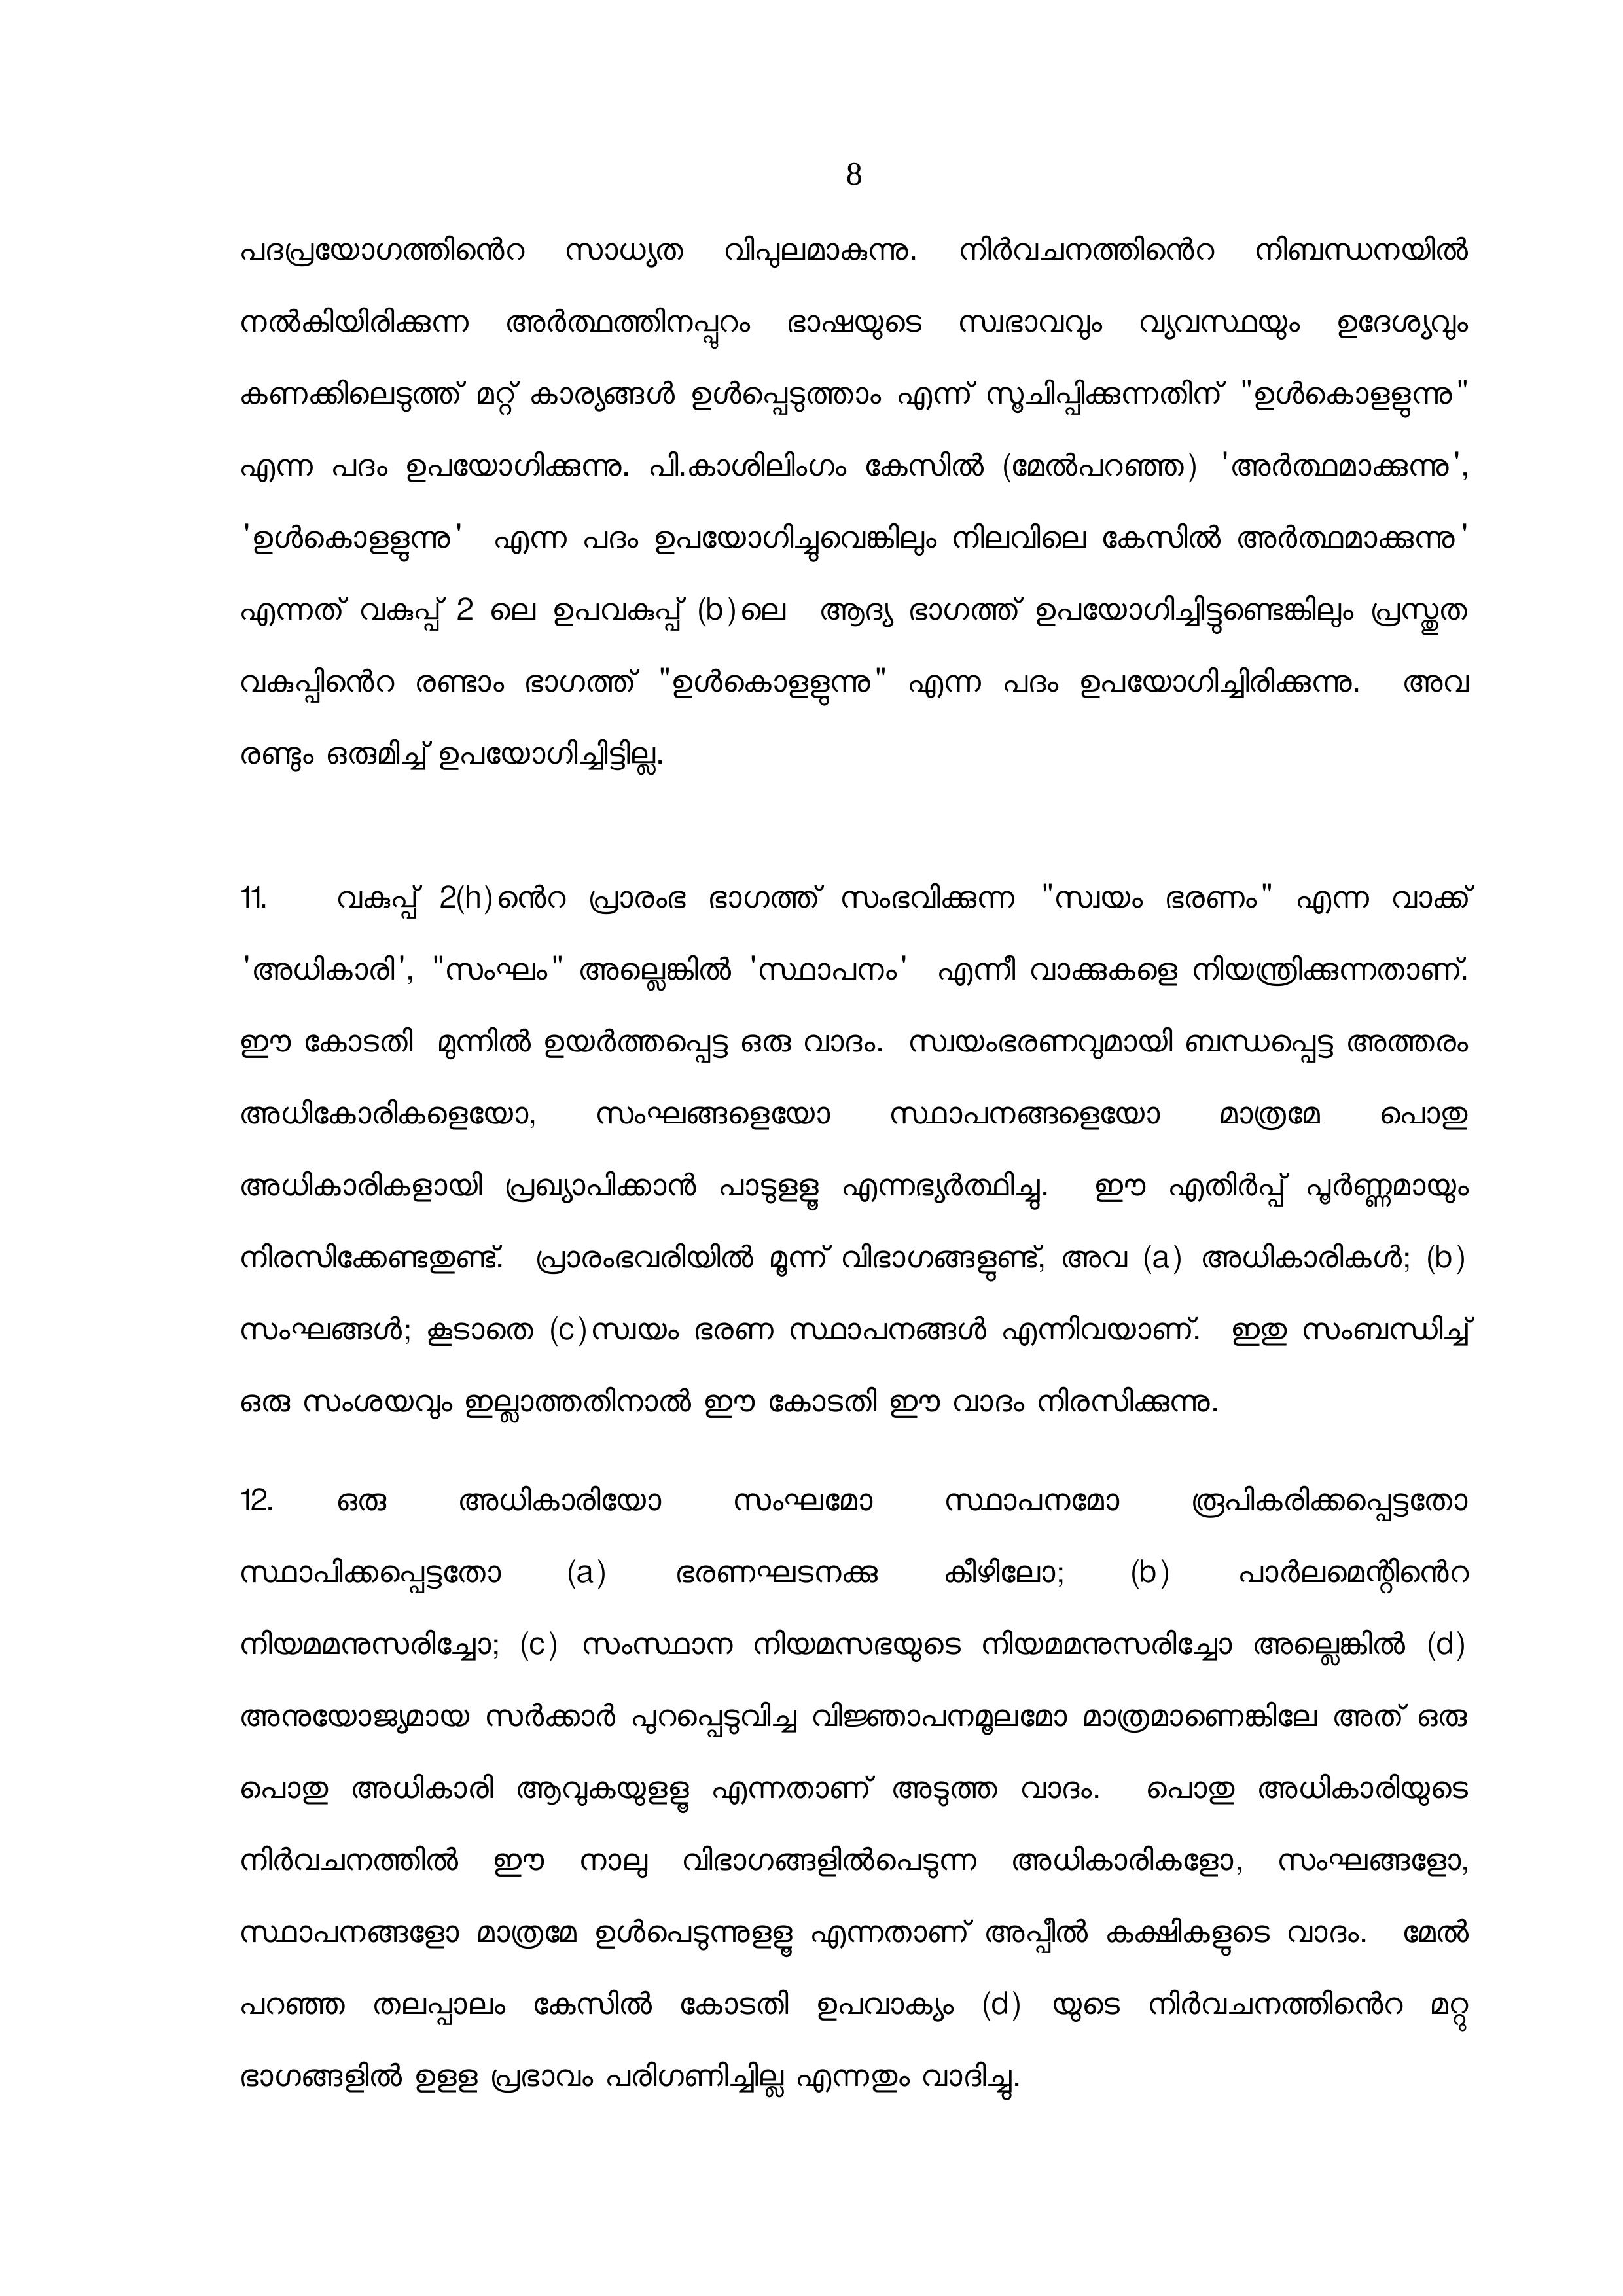 8
പദപ്രയോഗത്തിൻെറ സാധ്യത വിപുലമാകുന്നു. നിർവചനത്തിൻെറ നിബന്ധനയിൽ
നൽകിയിരിക്കുന്ന അർത്ഥത്തിനപ്പുറം ഭാഷയുടെ സ്വഭാവവും വ്യവസ്ഥയും ഉദേശ്യവും
കണക്കിലെടുത്ത് മറ്റ് കാര്യങ്ങൾ ഉൾപ്പെടുത്താം എന്ന് സൂചിപ്പിക്കുന്നതിന് "ഉൾകൊളളുന്നു"
എന്ന പദം ഉപയോഗിക്കുന്നു. പി.കാശിലിംഗം കേസിൽ (മേൽപറഞ്ഞ) 'അർത്ഥമാക്കുന്നു',
'ഉൾകൊളളുന്നു' എന്ന പദം ഉപയോഗിച്ചുവെങ്കിലും നിലവിലെ കേസിൽ അർത്ഥമാക്കുന്നു'
എന്നത് വകുപ്പ് 2 ലെ ഉപവകുപ്പ് (b)ലെ ആദ്യ ഭാഗത്ത് ഉപയോഗിച്ചിട്ടുണ്ടെങ്കിലും പ്രസ്തുത
വകുപ്പിൻെറ രണ്ടാം ഭാഗത്ത് "ഉൾകൊളളുന്നു" എന്ന പദം ഉപയോഗിച്ചിരിക്കുന്നു. അവ
രണ്ടും ഒരുമിച്ച് ഉപയോഗിച്ചിട്ടില്ല.
11. വകുപ്പ് 2(h)ൻെറ പ്രാരംഭ ഭാഗത്ത് സംഭവിക്കുന്ന "സ്വയം ഭരണം" എന്ന വാക്ക്
'അധികാരി', "സംഘം" അല്ലെങ്കിൽ 'സ്ഥാപനം' എന്നീ വാക്കുകളെ നിയന്ത്രിക്കുന്നതാണ്.
ഈ കോടതി മുന്നിൽ ഉയർത്തപ്പെട്ട ഒരു വാദം. സ്വയംഭരണവുമായി ബന്ധപ്പെട്ട അത്തരം
അധികോരികളെയോ, സംഘങ്ങളെയോ സ്ഥാപനങ്ങളെയോ മാത്രമേ പൊതു
അധികാരികളായി പ്രഖ്യാപിക്കാൻ പാടുളളൂ എന്നഭ്യർത്ഥിച്ചു. ഈ എതിർപ്പ് പൂർണ്ണമായും
നിരസിക്കേണ്ടതുണ്ട്. പ്രാരംഭവരിയിൽ മൂന്ന് വിഭാഗങ്ങളുണ്ട്, അവ (a) അധികാരികൾ; (b)
സംഘങ്ങൾ; കൂടാതെ (c)സ്വയം ഭരണ സ്ഥാപനങ്ങൾ എന്നിവയാണ്. ഇതു സംബന്ധിച്ച്
ഒരു സംശയവും ഇല്ലാത്തതിനാൽ ഈ കോടതി ഈ വാദം നിരസിക്കുന്നു.
12. ഒരു അധികാരിയോ സംഘമോ സ്ഥാപനമോ രൂപികരിക്കപ്പെട്ടതോ
സ്ഥാപിക്കപ്പെട്ടതോ (a) ഭരണഘടനക്കു കീഴിലോ; (b) പാർലമെന്റിൻെറ
നിയമമനുസരിച്ചോ; (c) സംസ്ഥാന നിയമസഭയുടെ നിയമമനുസരിച്ചോ അല്ലെങ്കിൽ (d)
അനുയോജ്യമായ സർക്കാർ പുറപ്പെടുവിച്ച വിജ്ഞാപനമൂലമോ മാത്രമാണെങ്കിലേ അത് ഒരു
പൊതു അധികാരി ആവുകയുളളൂ എന്നതാണ് അടുത്ത വാദം. പൊതു അധികാരിയുടെ
നിർവചനത്തിൽ ഈ നാലു വിഭാഗങ്ങളിൽപെടുന്ന അധികാരികളോ, സംഘങ്ങളോ,
സ്ഥാപനങ്ങളോ മാത്രമേ ഉൾപെടുന്നുളളൂ എന്നതാണ് അപ്പീൽ കക്ഷികളുടെ വാദം. മേൽ
പറഞ്ഞ തലപ്പാലം കേസിൽ കോടതി ഉപവാക്യം (d) യുടെ നിർവചനത്തിൻെറ മറ്റു
ഭാഗങ്ങളിൽ ഉളള പ്രഭാവം പരിഗണിച്ചില്ല എന്നതും വാദിച്ചു.